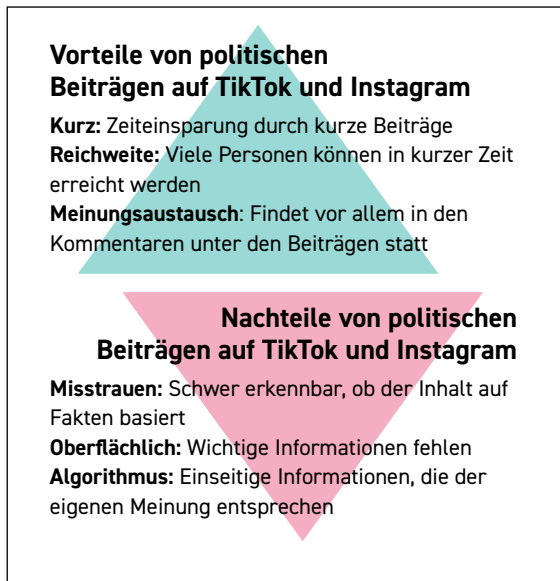 Vorteile von politischen
Beiträgen auf TikTok und Instagram
Kurz: Zeiteinsparung durch kurze Beiträge
Reichweite: Viele Personen können in kurzer Zeit
erreicht werden
Meinungsaustausch: Findet vor allem in den
Kommentaren unter den Beiträgen statt
Nachteile von politischen
Beiträgen auf TikTok und Instagram
Misstrauen: Schwer erkennbar, ob der Inhalt auf
Fakten basiert
Oberflächlich: Wichtige Informationen fehlen
Algorithmus: Einseitige Informationen, die der
eigenen Meinung entsprechen